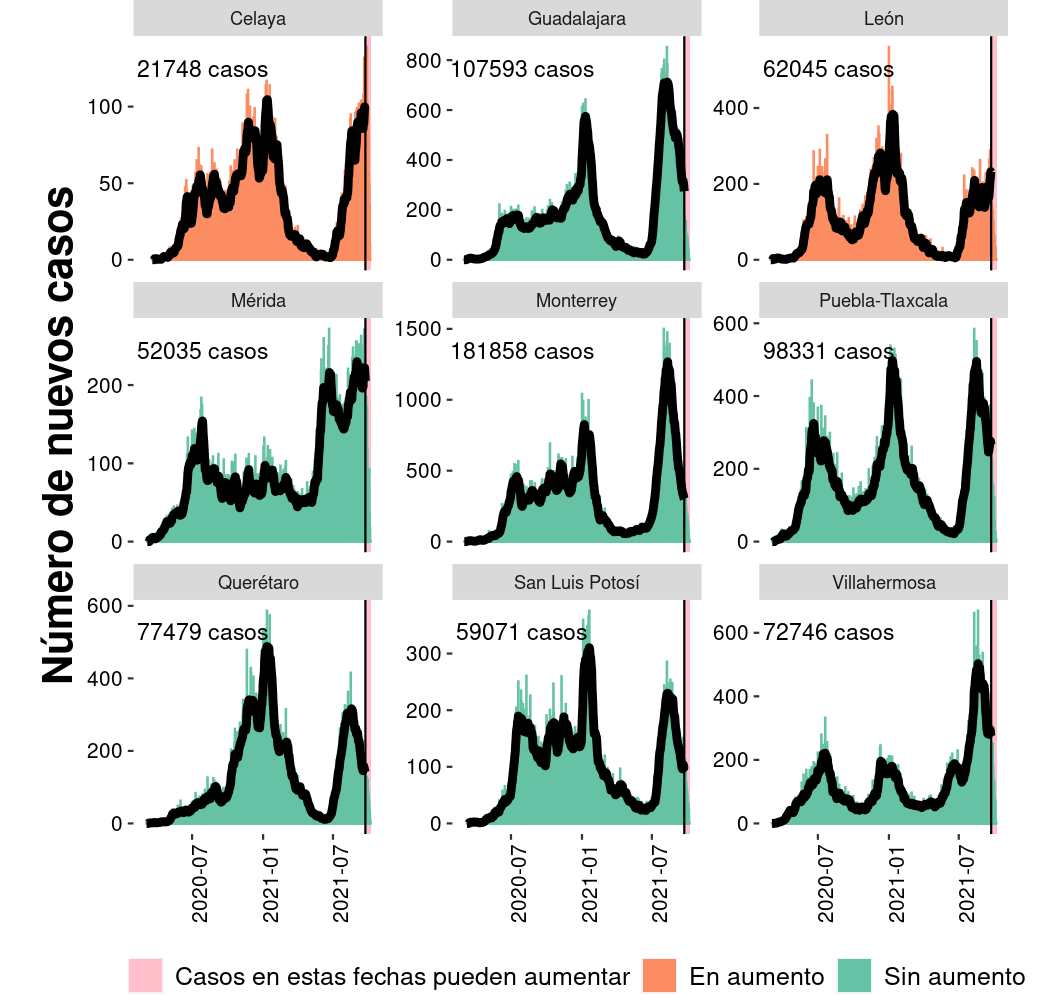 Número de nuevos casos
Celaya
21748 casos
100
50
0
Guadalajara
107593 casos
800
600
400
200
0
León
62045 casos
400
200
0
Mérida
52035 casos
200
100
0
Monterrey
181858 casos
1500
1000
500
0
Puebla-Tlaxcala
98331 casos
600
400
200
0
Querétaro
77479 casos
600
400
200
0
San Luis Potosí
59071 casos
300
200
100
0
Villahermosa
72746 casos
600
400
200
0
2020-07
2021-01
2021-07
2020-07
2021-01
2021-07
2020-07
2021-01
2021-07
Casos en estas fechas pueden aumentar
En aumento
Sin aumento